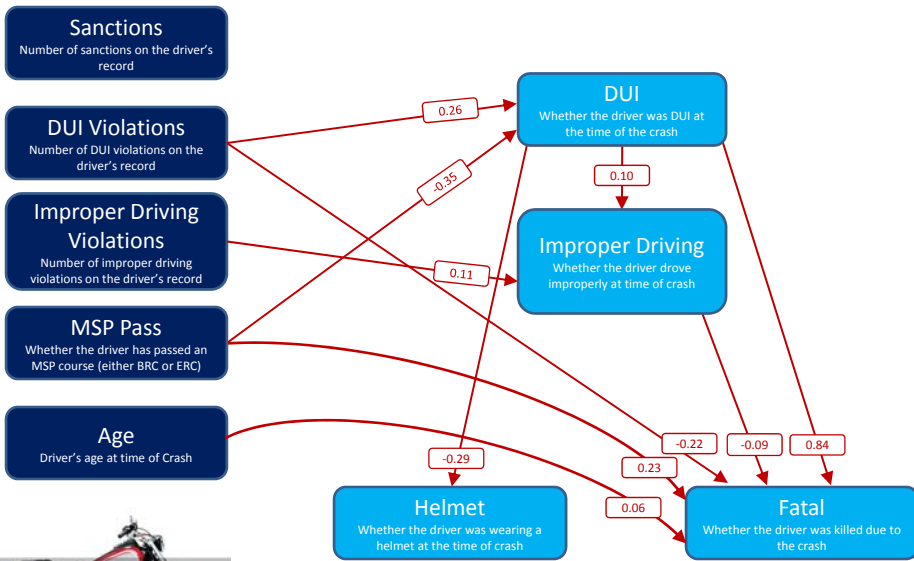 Sanctions
Number of sanctions on the driver's
record
DUI Violations
Number of DUI violations on the
driver's record
Improper Driving
Violations
Number of improper driving
violations on the driver's record
MSP Pass
Whether the driver has passed an
MSP course (either BRC or ERC)
Age
Driver's age at time of Crash
DUI
Whether the driver was DUI at
the time of the crash
Improper Driving
Whether the driver drove
improperly at time of crash
Helmet
Whether the driver was wearing a
helmet at the time of crash
Fatal
Whether the driver was killed due to
the crash
0.26
-0.35
0.10
0.11
-0.29
-0.22
-0.09
0.84
0.23
0.06